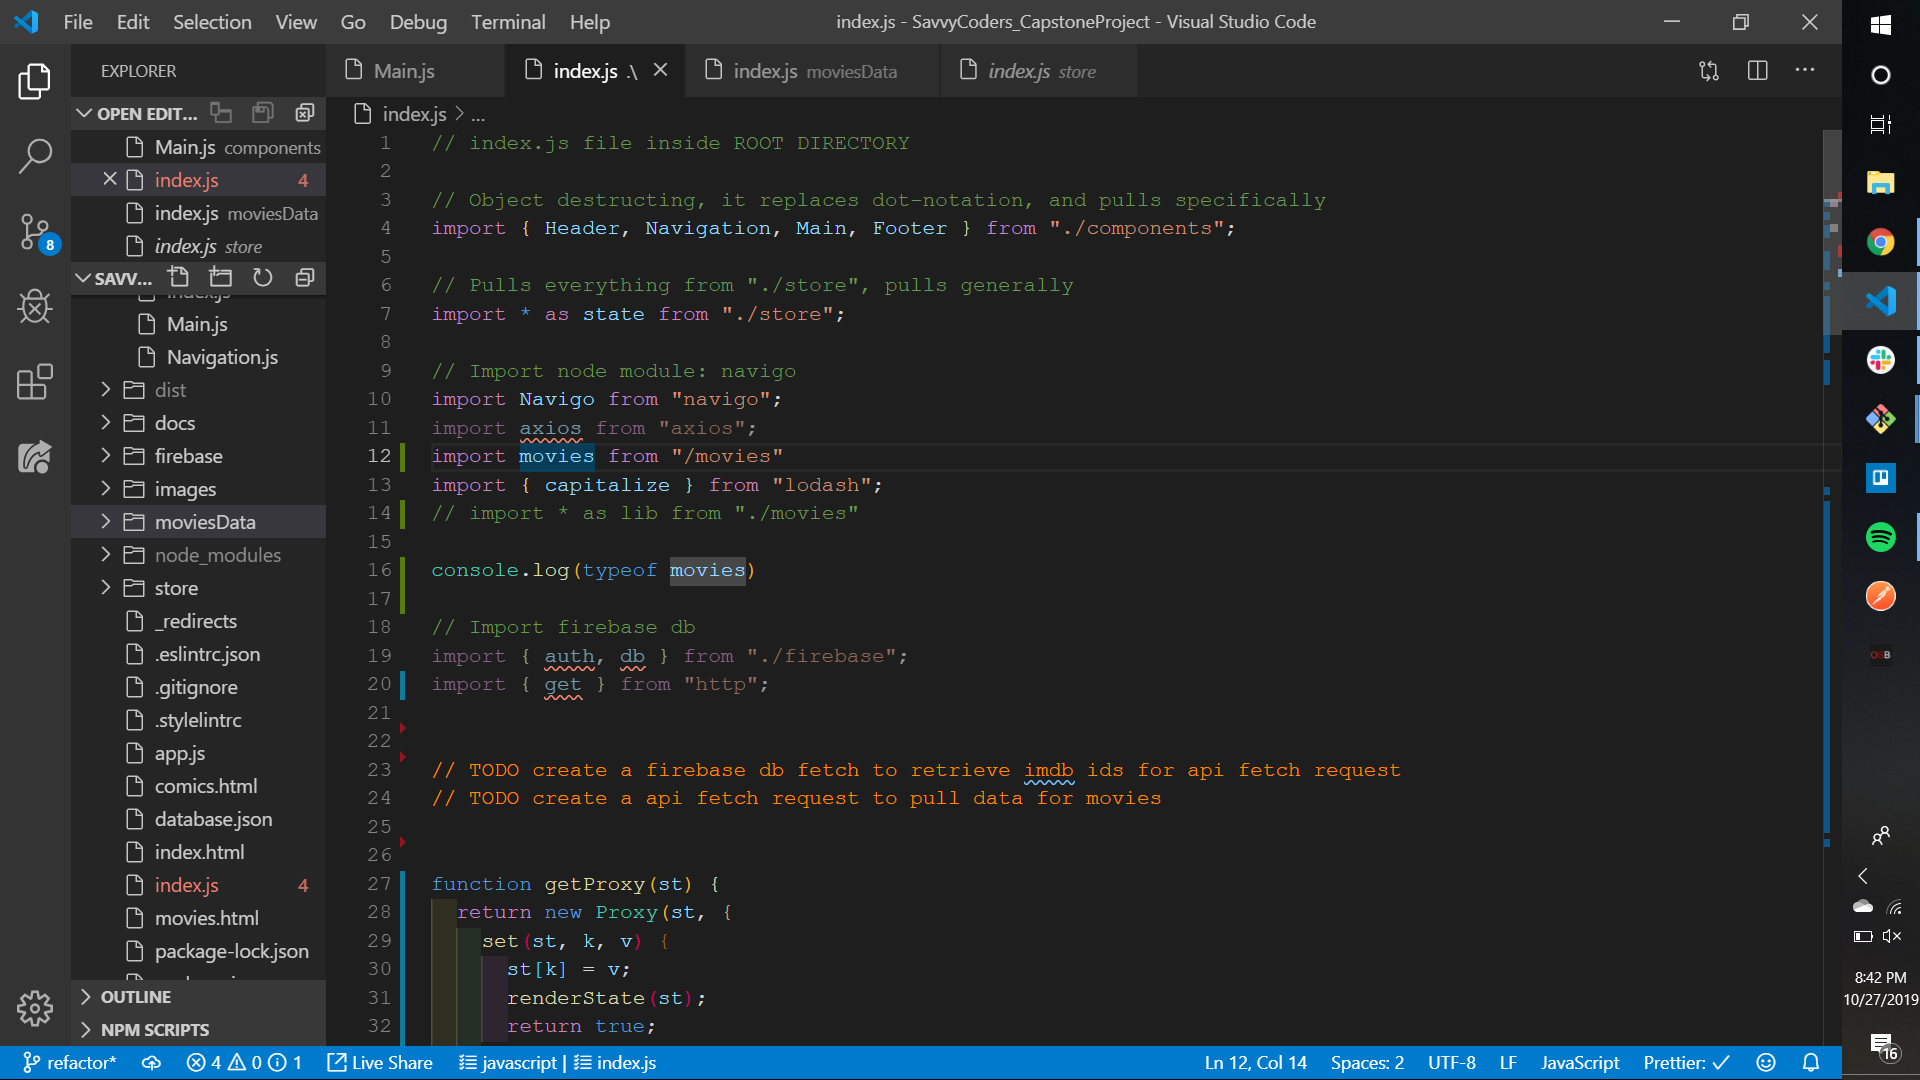 File Edit Selection View Go Debug Terminal Help
index.js - SavvyCoders_CapstoneProject - Visual Studio Code
EXPLORER
OPEN EDIT...
Main.js components
index.js 4
index.js moviesData
index.js store
SAVV...
index.js
Main.js
Navigation.js
dist
docs
firebase
images
moviesData
node_modules
store
_redirects
.eslintrc.json
.gitignore
.stylelintrc
app.js
comics.html
database.json
index.html
index.js 4
movies.html
package-lock.json
OUTLINE
NPM SCRIPTS
8
Main.js
index.js .\
index.js moviesData
index.js store
index.js > ...
1 // index.js file inside ROOT DIRECTORY
2
3 // Object destructing, it replaces dot-notation, and pulls specifically
4 import { Header, Navigation, Main, Footer } from "./components";
5
6 // Pulls everything from "./store", pulls generally
7 import * as state from "./store";
8
9 // Import node module: navigo
10 import Navigo from "navigo";
11 import axios from "axios";
12 import movies from "/movies"
13 import { capitalize } from "lodash";
14 // import * as lib from "./movies"
15
16 console.log(typeof movies)
17
18 // Import firebase db
19 import { auth, db } from "./firebase";
20 import { get } from "http";
21
22
23 // TODO create a firebase db fetch to retrieve imdb ids for api fetch request
24 // TODO create a api fetch request to pull data for movies
25
26
27 function getProxy(st) {
28 return new Proxy(st, {
29 set(st, k, v) {
30 st[k] = v;
31 renderState(st);
32 return true;
refactor* 4 0 1 Live Share javascript | index.js
Ln 12, Col 14 Spaces: 2 UTF-8 LF JavaScript Prettier: ✓
OSB
8:42 PM
10/27/2019
16